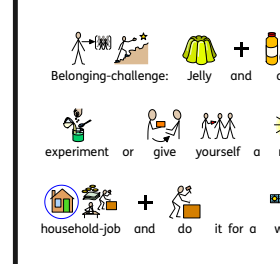 Belonging-challenge: Jelly and
experiment or give yourself a
household-job and do it for a